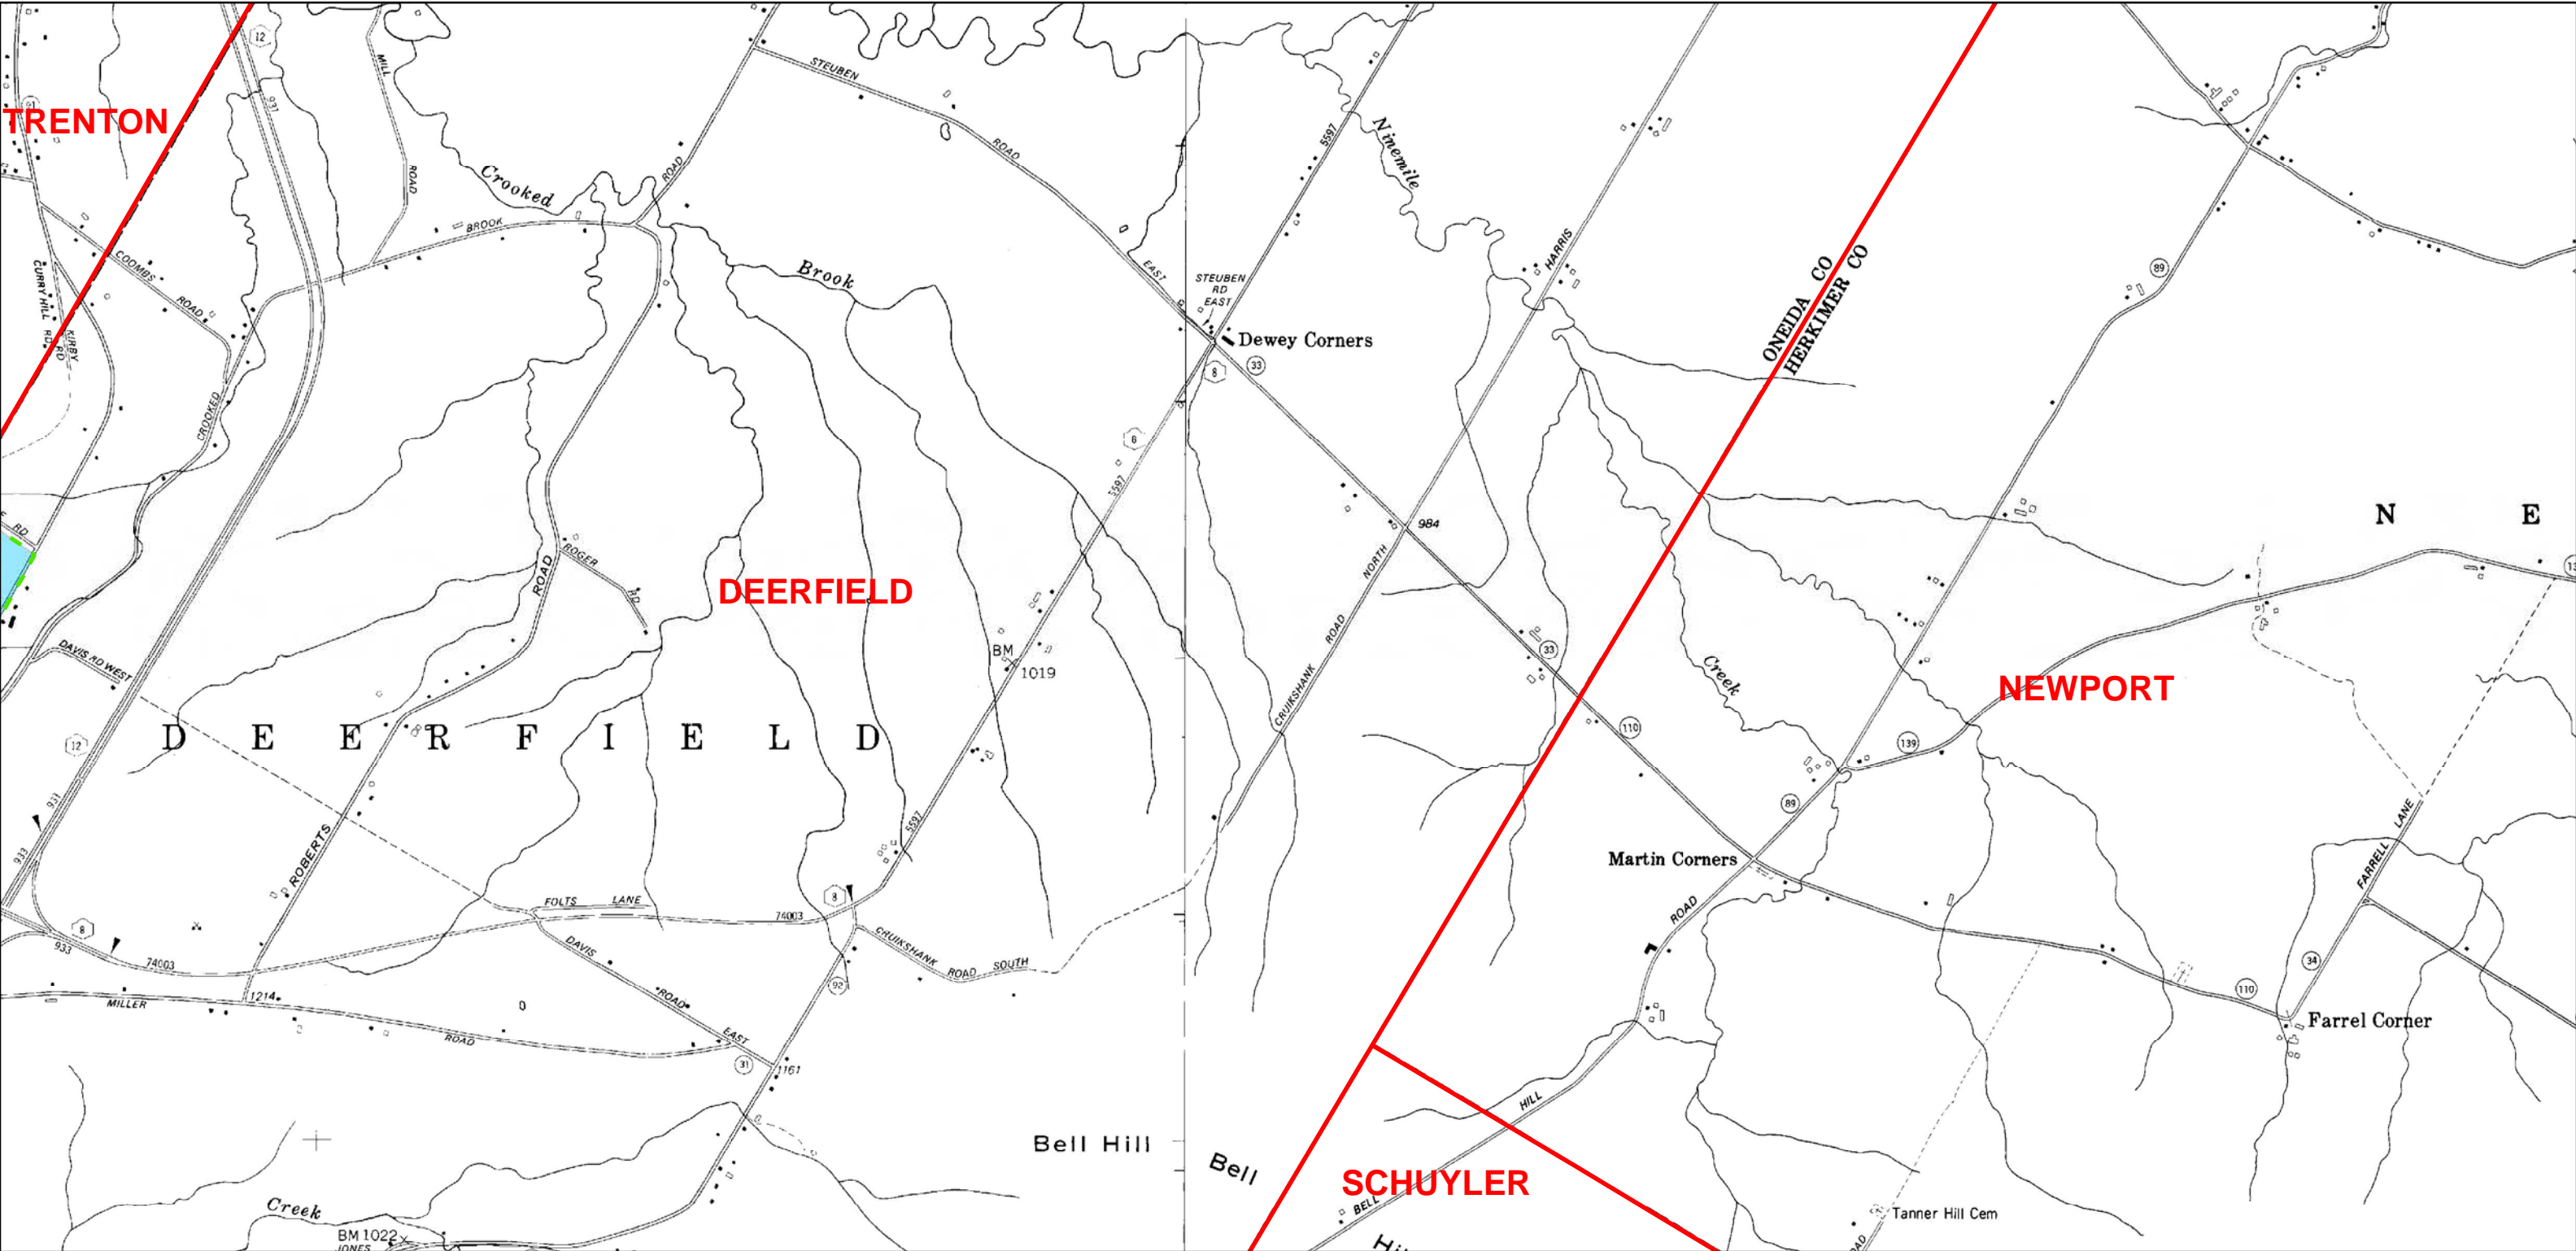 12
MILL
ROAD
931
91
TRENTON
STEUBEN
ROAD
EAST
5597
Ninemile
Crooked
ROAD
BROOK
Brook
COOMBS
ROAD
CURRY HILL RD
KIRBY
RD
STEUBEN
RD
EAST
Dewey Corners
8
33
HARRIS
ONEIDA CO
HERKIMER CO
89
CROOKED
8
5597
984
N E
RD
ROAD
ROGER
RD
DEERFIELD
NORTH
ROAD
CRUIKSHANK
BM
1019
33
Creek
NEWPORT
DAVIS RD WEST
12
D E E R F I E L D
110
139
89
931
933
ROBERTS
5597
Martin Corners
LANE
FARRELL
8
FOLTS LANE
74003
8
933
74003
CRUIKSHANK
ROAD SOUTH
DAVIS
ROAD
EAST
92
ROAD
34
110
Farrel Corner
1214
MILLER
ROAD
31
1161
HILL
BELL
Bell Hill
Bell
SCHUYLER
Creek
BM 1022
JONES
Tanner Hill Cem